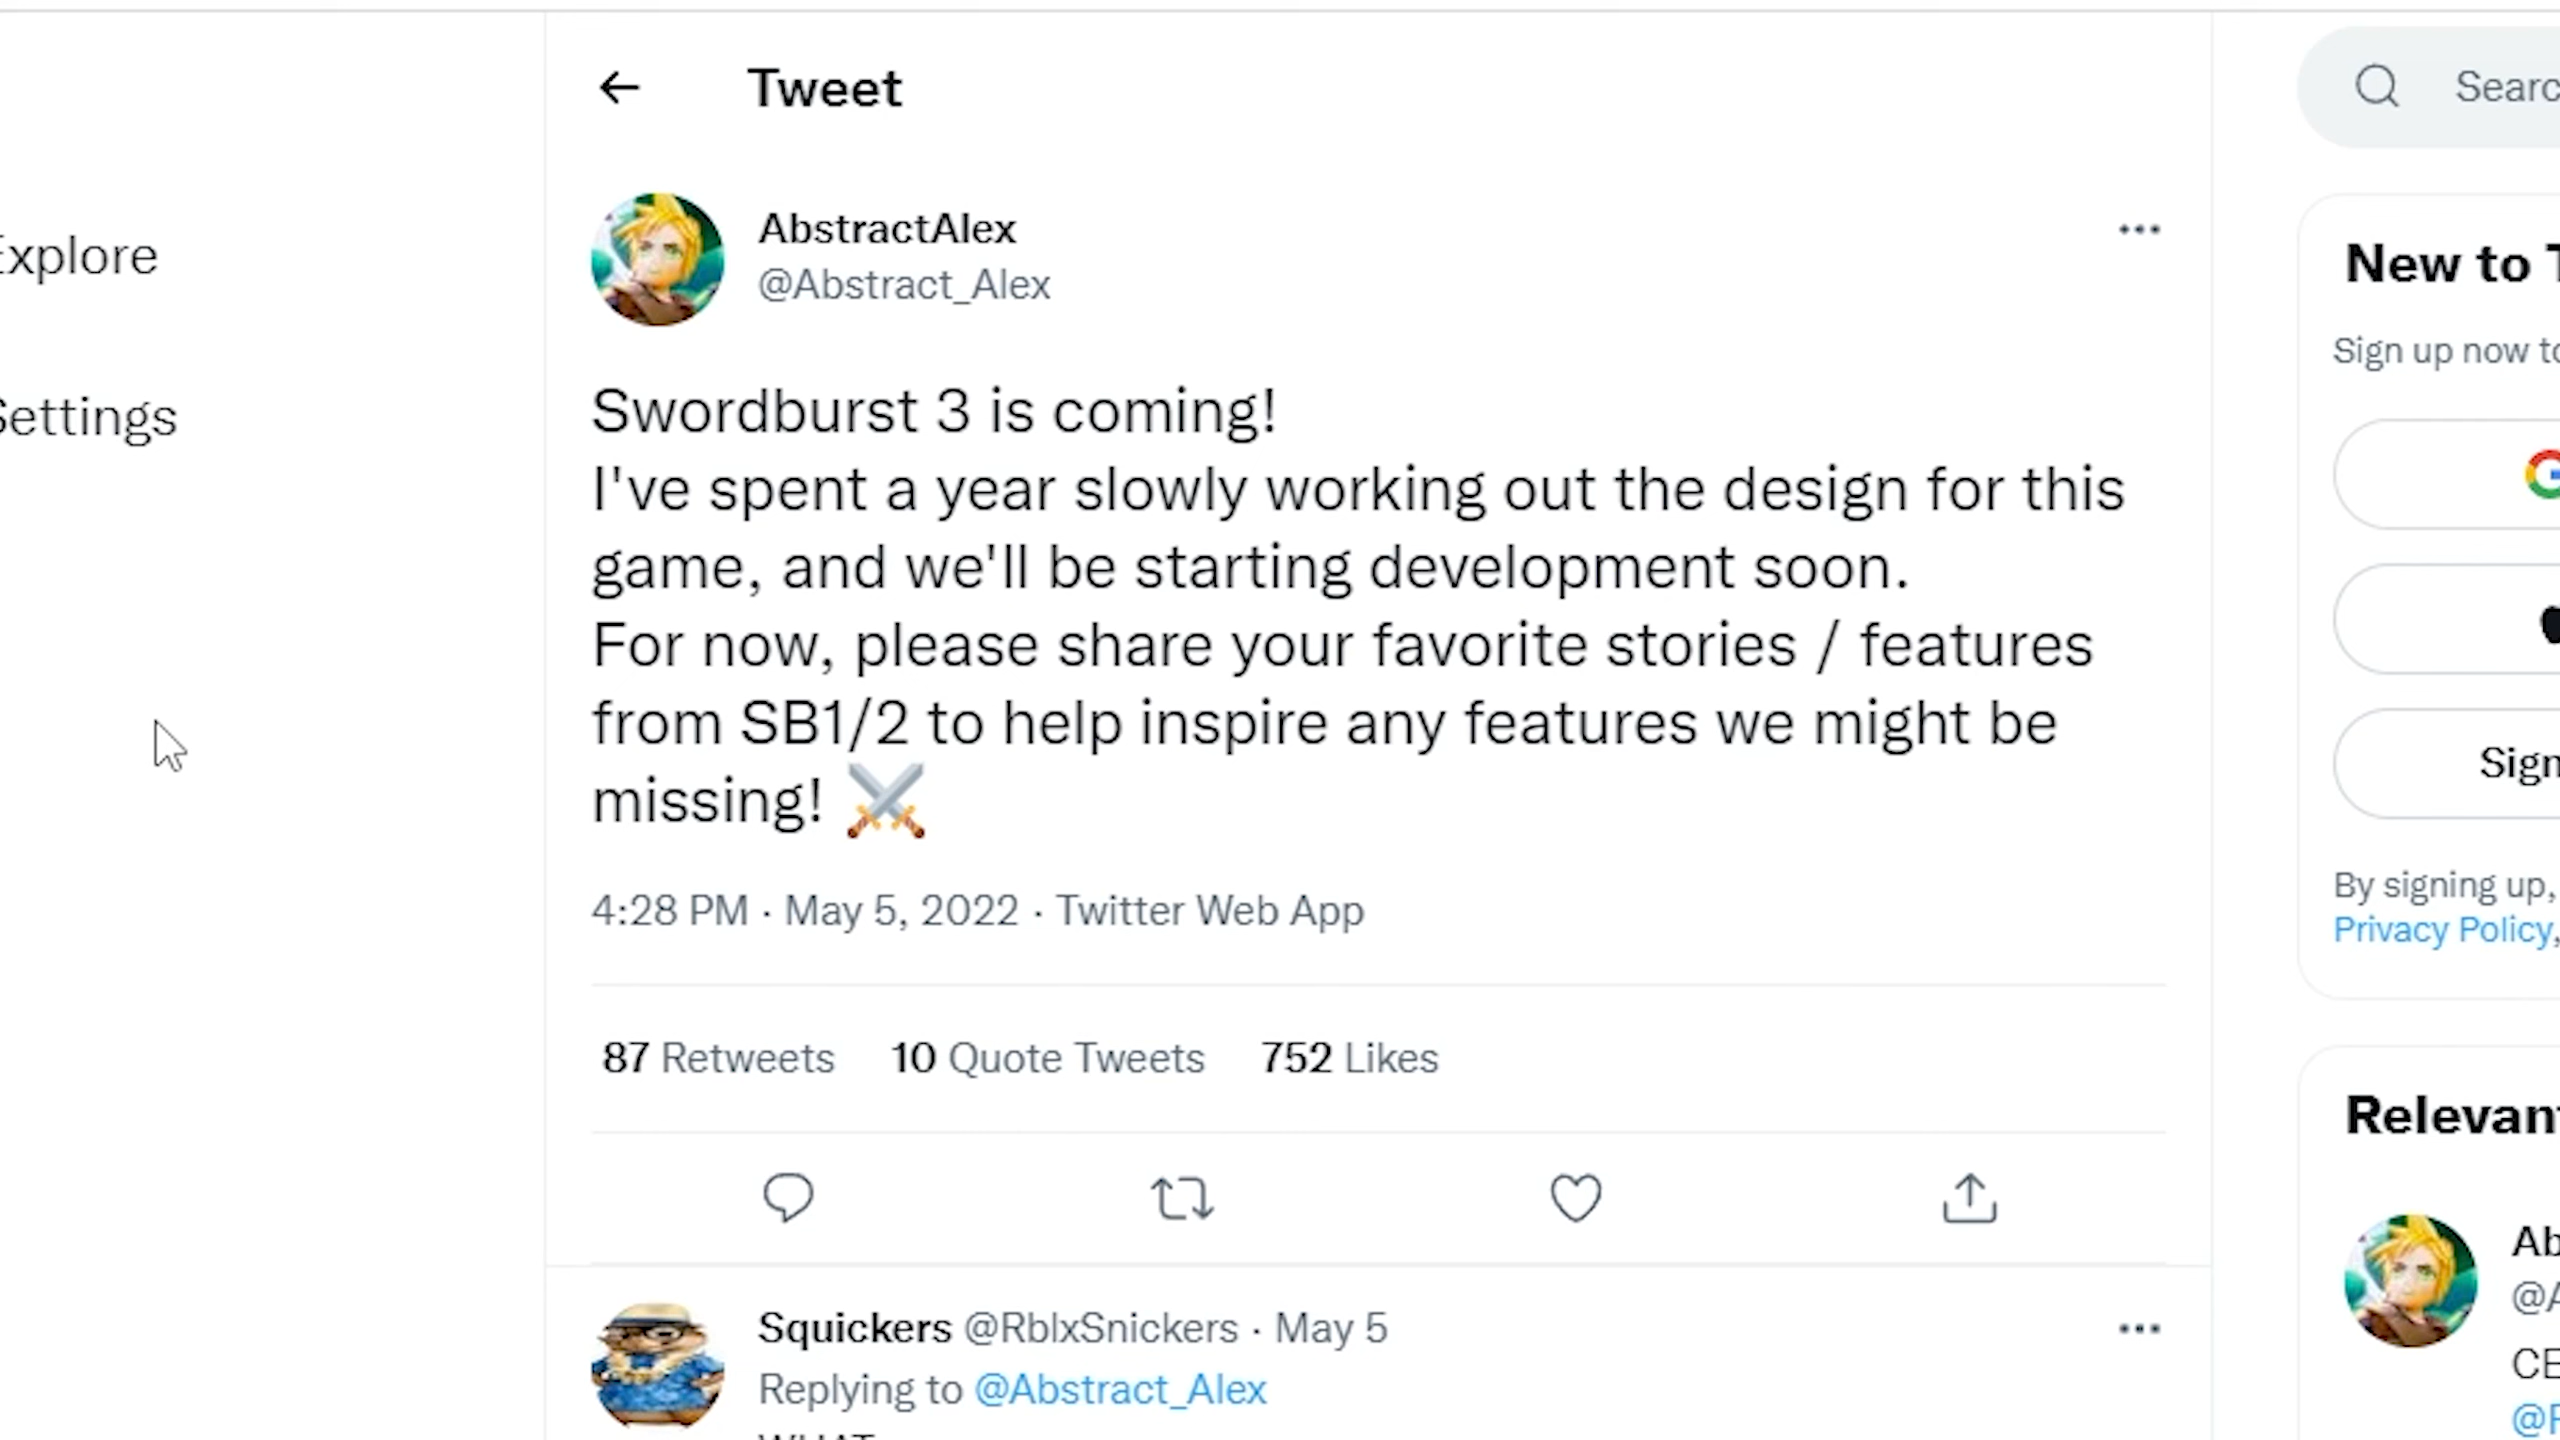 Tweet
Searc
Explore
Settings
AbstractAlex
@Abstract_Alex
Swordburst 3 is coming!
I've spent a year slowly working out the design for this
game, and we'll be starting development soon.
For now, please share your favorite stories / features
from SB1/2 to help inspire any features we might be
missing! ⚔️
4:28 PM · May 5, 2022 · Twitter Web App
87 Retweets 10 Quote Tweets 752 Likes
Squickers @RblxSnickers · May 5
Replying to @Abstract_Alex
WHAT
New to T
Sign up now to
Sign
By signing up,
Privacy Policy,
Relevant
Ab
@A
CE